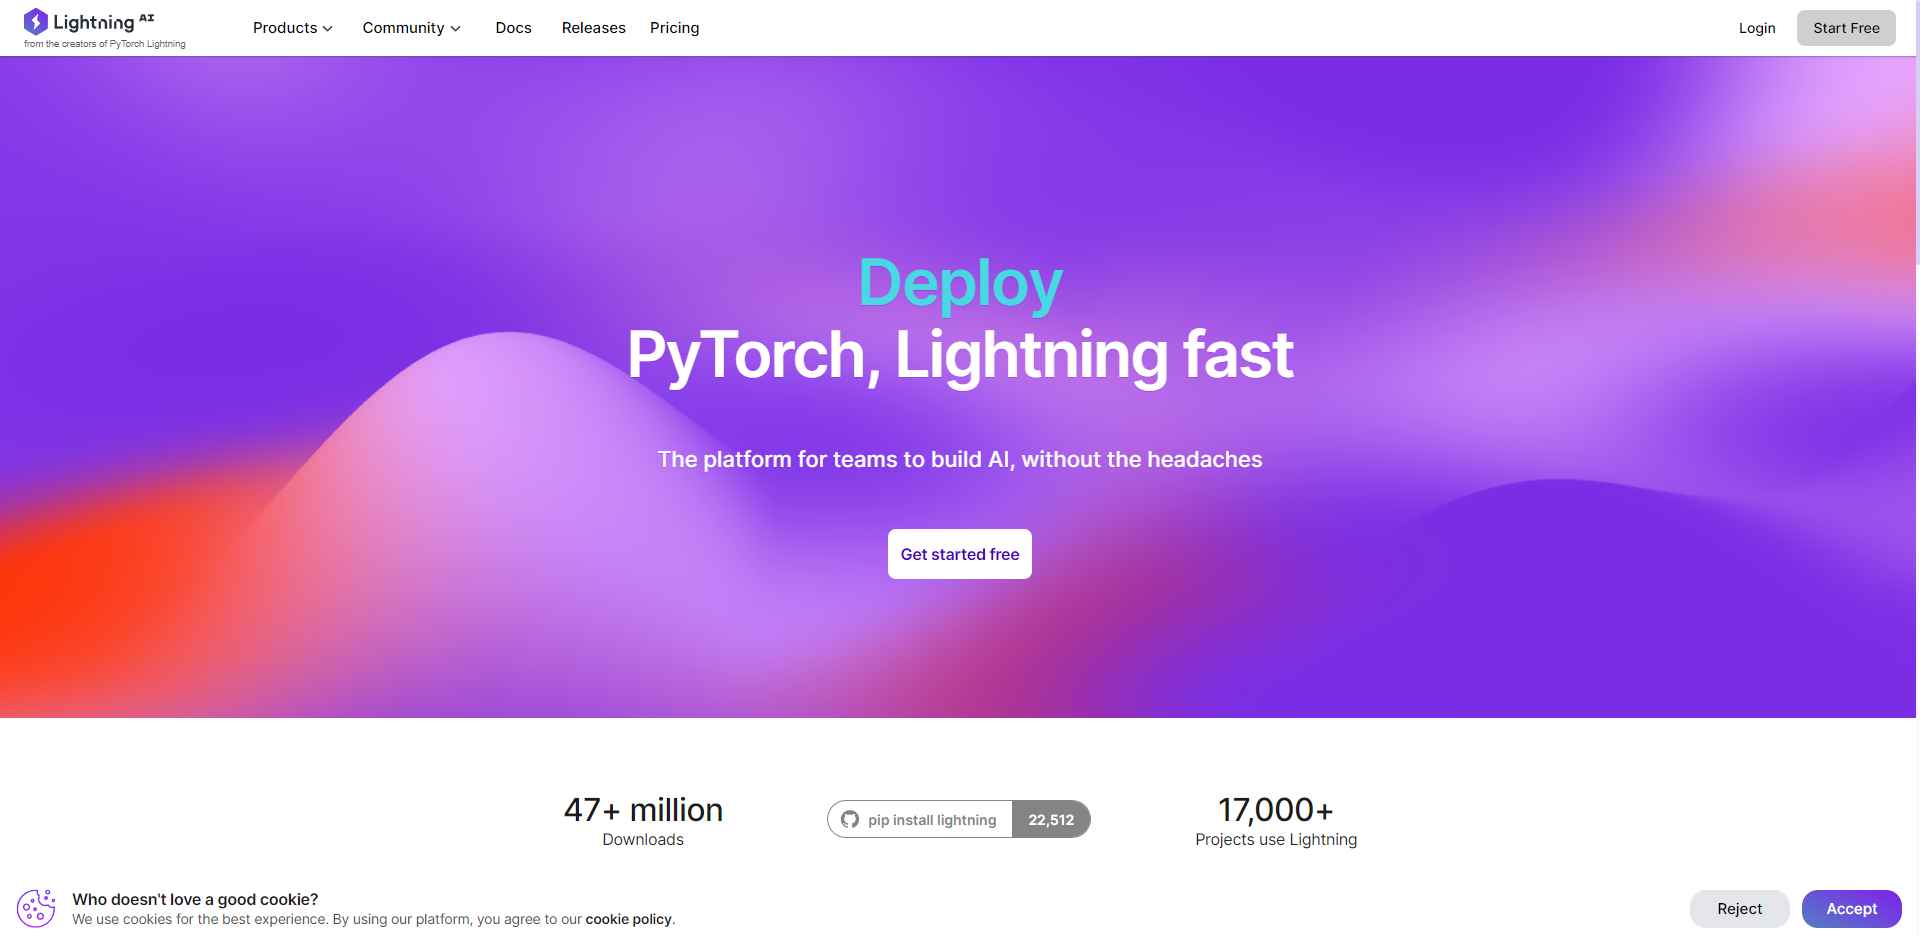 Lightning AI
from the creators of PyTorch Lightning
Products
Community
Docs
Releases
Pricing
Login
Start Free
Deploy
PyTorch, Lightning fast
The platform for teams to build AI, without the headaches
Get started free
47+ million
Downloads
pip install lightning
22,512
17,000+
Projects use Lightning
Who doesn't love a good cookie?
We use cookies for the best experience. By using our platform, you agree to our cookie policy.
Reject
Accept